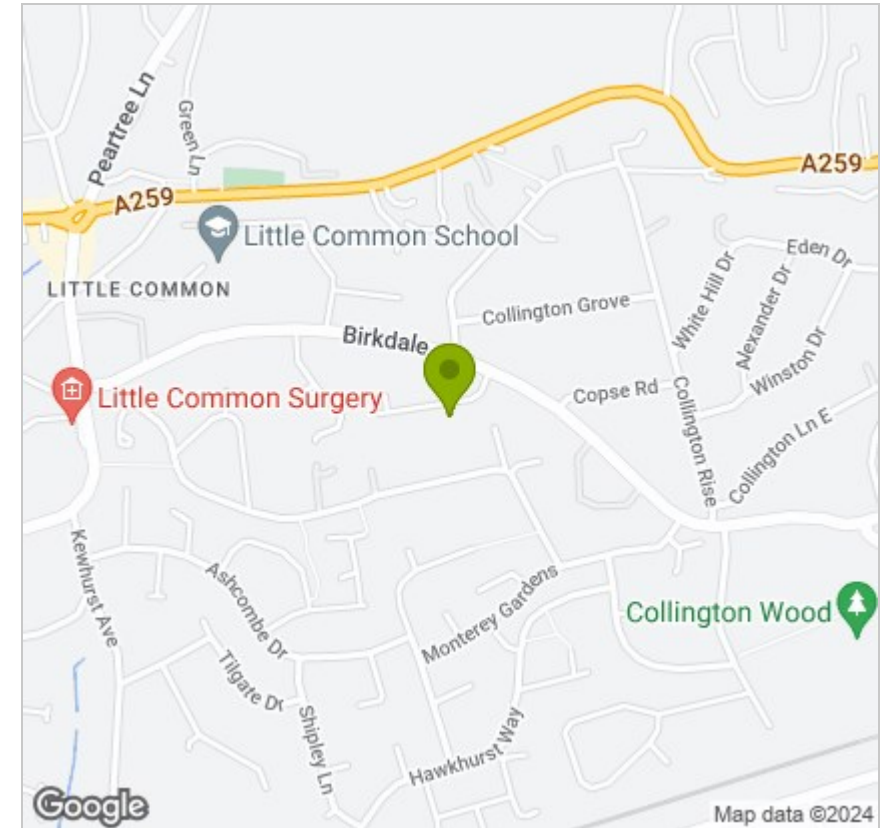 Peartree Ln
Green Ln
A259
A259
Little Common School
LITTLE COMMON
Eden Dr
White Hill Dr
Alexander Dr
Collington Grove
Birkdale
Winston Dr
Copse Rd
Little Common Surgery
Collington Rise
Collington Ln E
Kewhurst Ave
Ashcombe Dr
Monterey Gardens
Collington Wood
Tilgate Dr
Shipley Ln
Hawkhurst Way
Google
Map data ©2024